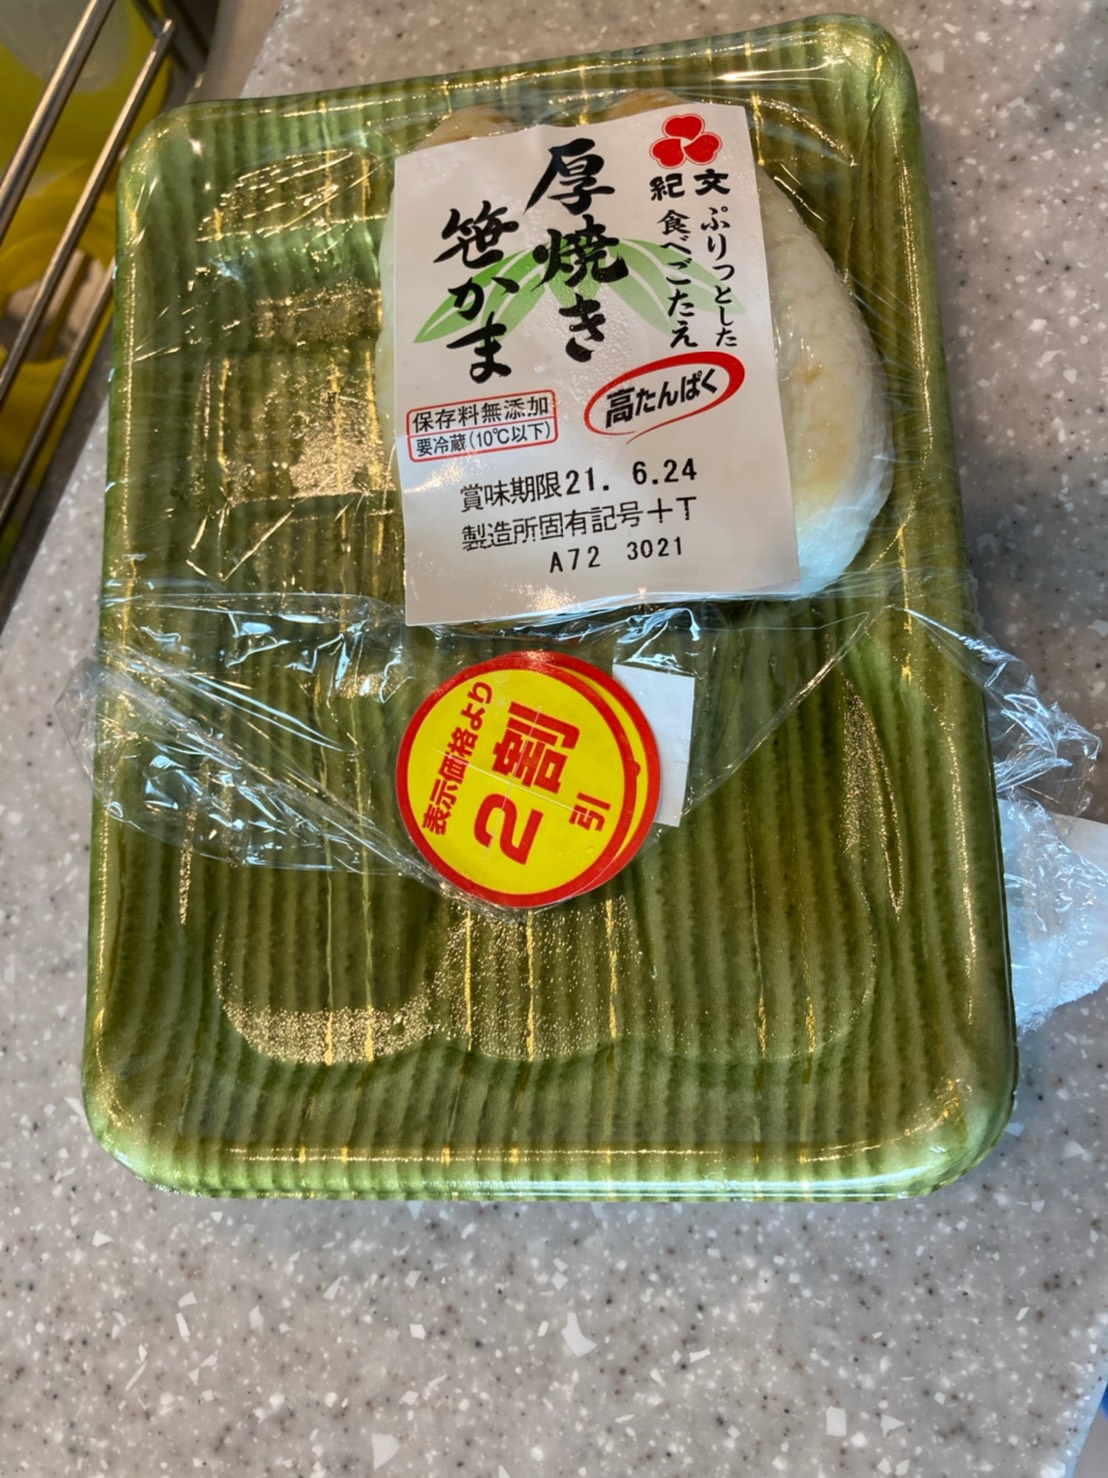 紀文
ぷりっとした
食べごたえ
厚焼き
笹かま
高たんぱく
保存料無添加
要冷蔵(10℃以下)
賞味期限21. 6.24
製造所固有記号+T
A72 3021
表示価格より
2割
引